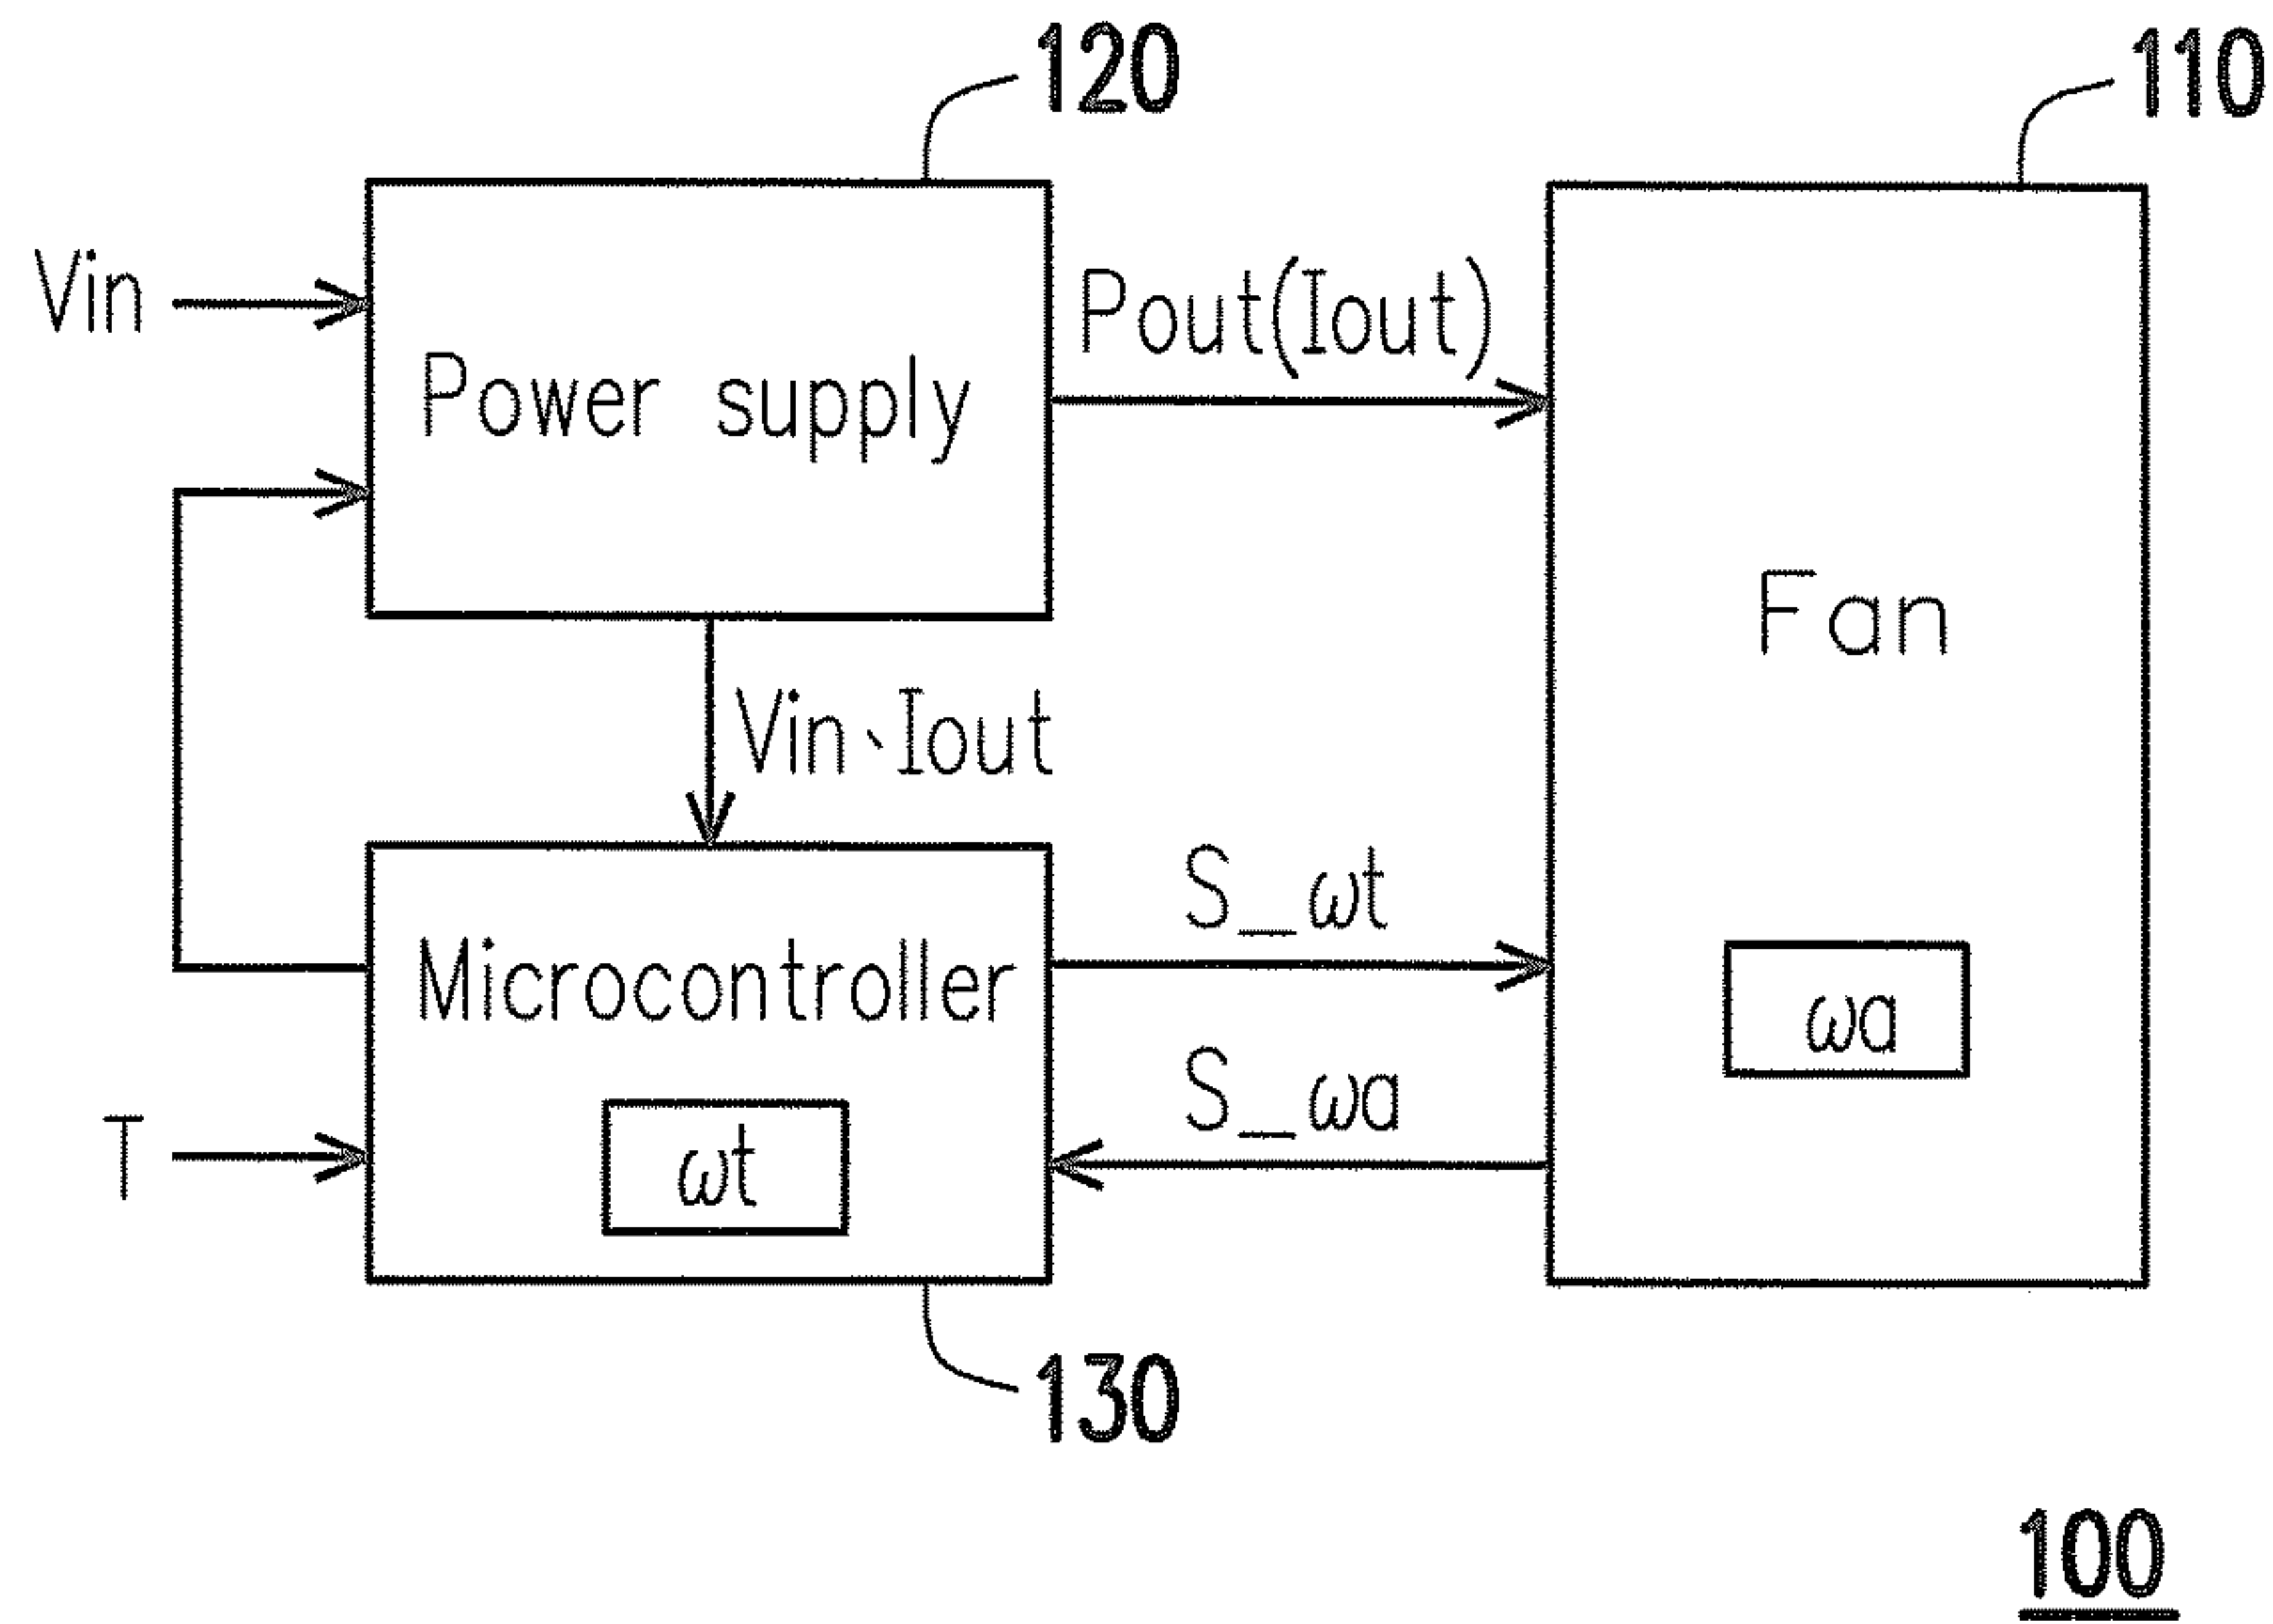 120
110
Vin
Pout(Iout)
Power supply
Fan
Vin、Iout
S_ωt
Microcontroller
ωa
S_ωa
T
ωt
130
100